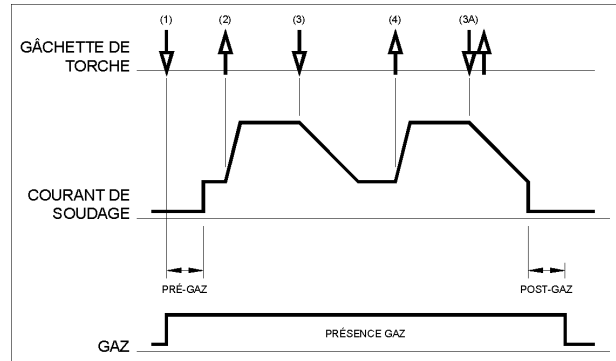 (1) (2) (3) (4) (3A)
GÂCHETTE DE
TORCHE
COURANT DE
SOUDAGE
PRÉ-GAZ POST-GAZ
PRÉSENCE GAZ
GAZ